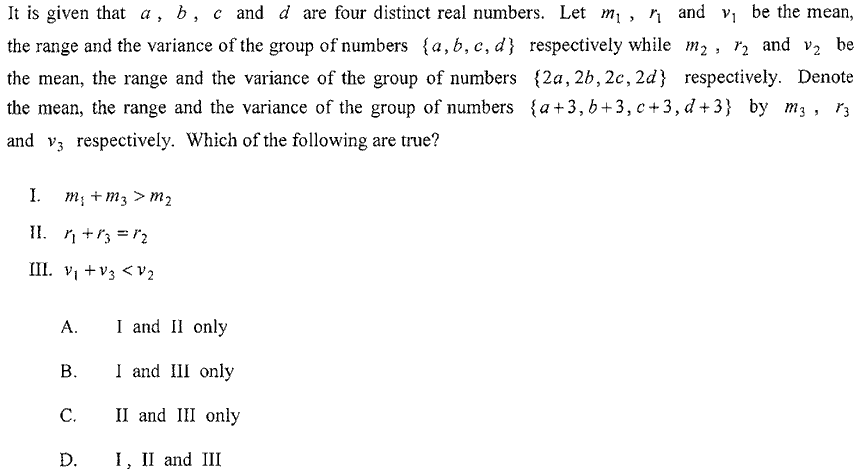 It is given that a , b , c and d are four distinct real numbers. Let m₁ , r₁ and v₁ be the mean,
the range and the variance of the group of numbers {a, b, c, d} respectively while m₂ , r₂ and v₂ be
the mean, the range and the variance of the group of numbers {2a, 2b, 2c, 2d} respectively. Denote
the mean, the range and the variance of the group of numbers {a+3, b+3, c+3, d+3} by m₃ , r₃
and v₃ respectively. Which of the following are true?
I. m₁ + m₃ > m₂
II. r₁ + r₃ = r₂
III. v₁ + v₃ < v₂
A. I and II only
B. I and III only
C. II and III only
D. I , II and III